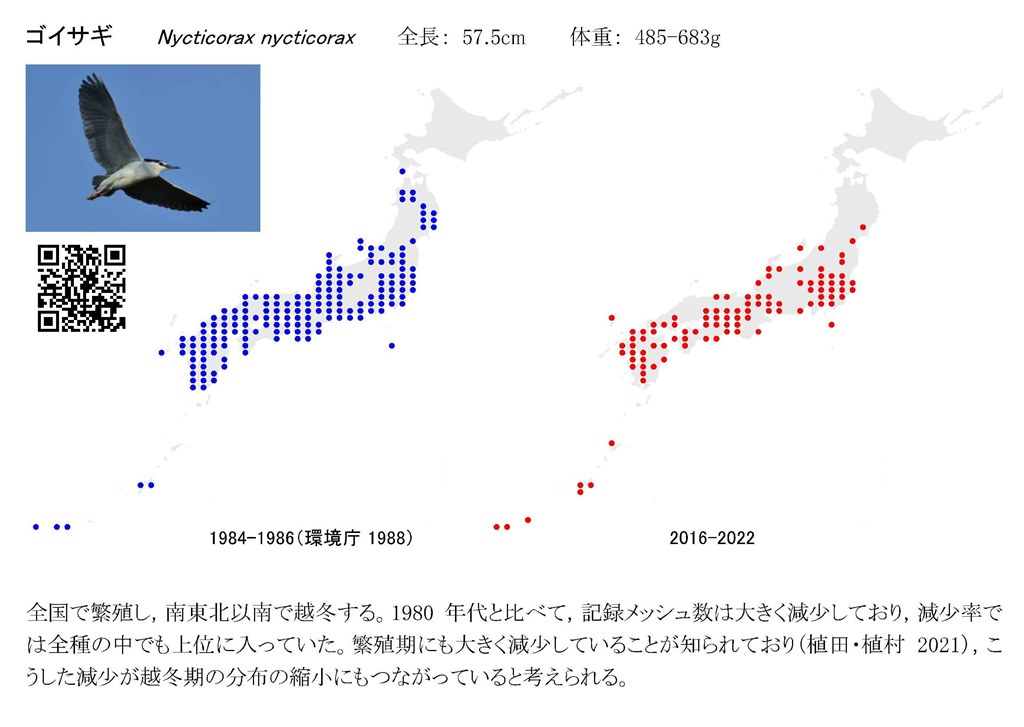 ゴイサギ Nycticorax nycticorax 全長: 57.5cm 体重: 485-683g
1984-1986(環境庁 1988) 2016-2022
全国で繁殖し,南東北以南で越冬する。1980 年代と比べて,記録メッシュ数は大きく減少しており,減少率で
は全種の中でも上位に入っていた。繁殖期にも大きく減少していることが知られており(植田・植村 2021),こ
うした減少が越冬期の分布の縮小にもつながっていると考えられる。